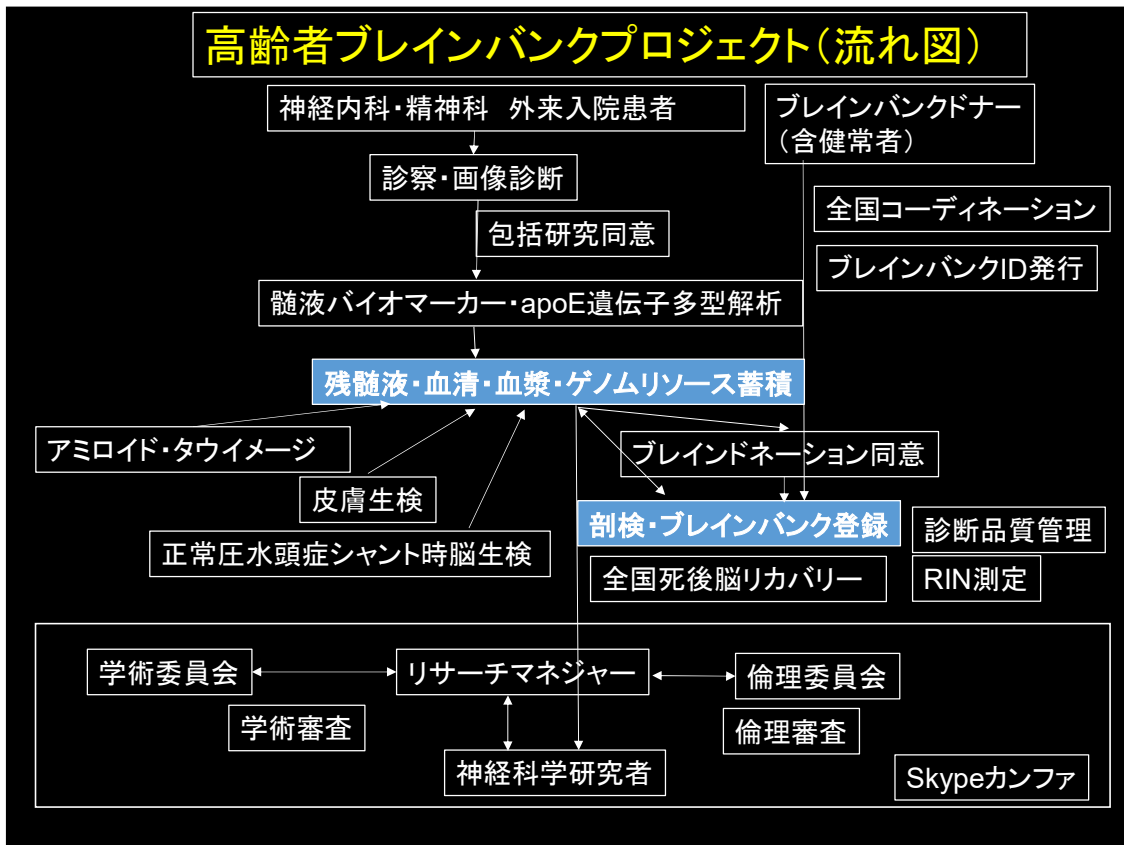 高齢者ブレインバンクプロジェクト(流れ図)
神経内科・精神科　外来入院患者
ブレインバンクドナー
(含健常者)
診察・画像診断
全国コーディネーション
包括研究同意
ブレインバンクID発行
髄液バイオマーカー・apoE遺伝子多型解析
残髄液・血清・血漿・ゲノムリソース蓄積
アミロイド・タウイメージ
ブレインドネーション同意
皮膚生検
剖検・ブレインバンク登録
診断品質管理
正常圧水頭症シャント時脳生検
全国死後脳リカバリー
RIN測定
学術委員会
リサーチマネジャー
倫理委員会
学術審査
倫理審査
神経科学研究者
Skypeカンファ